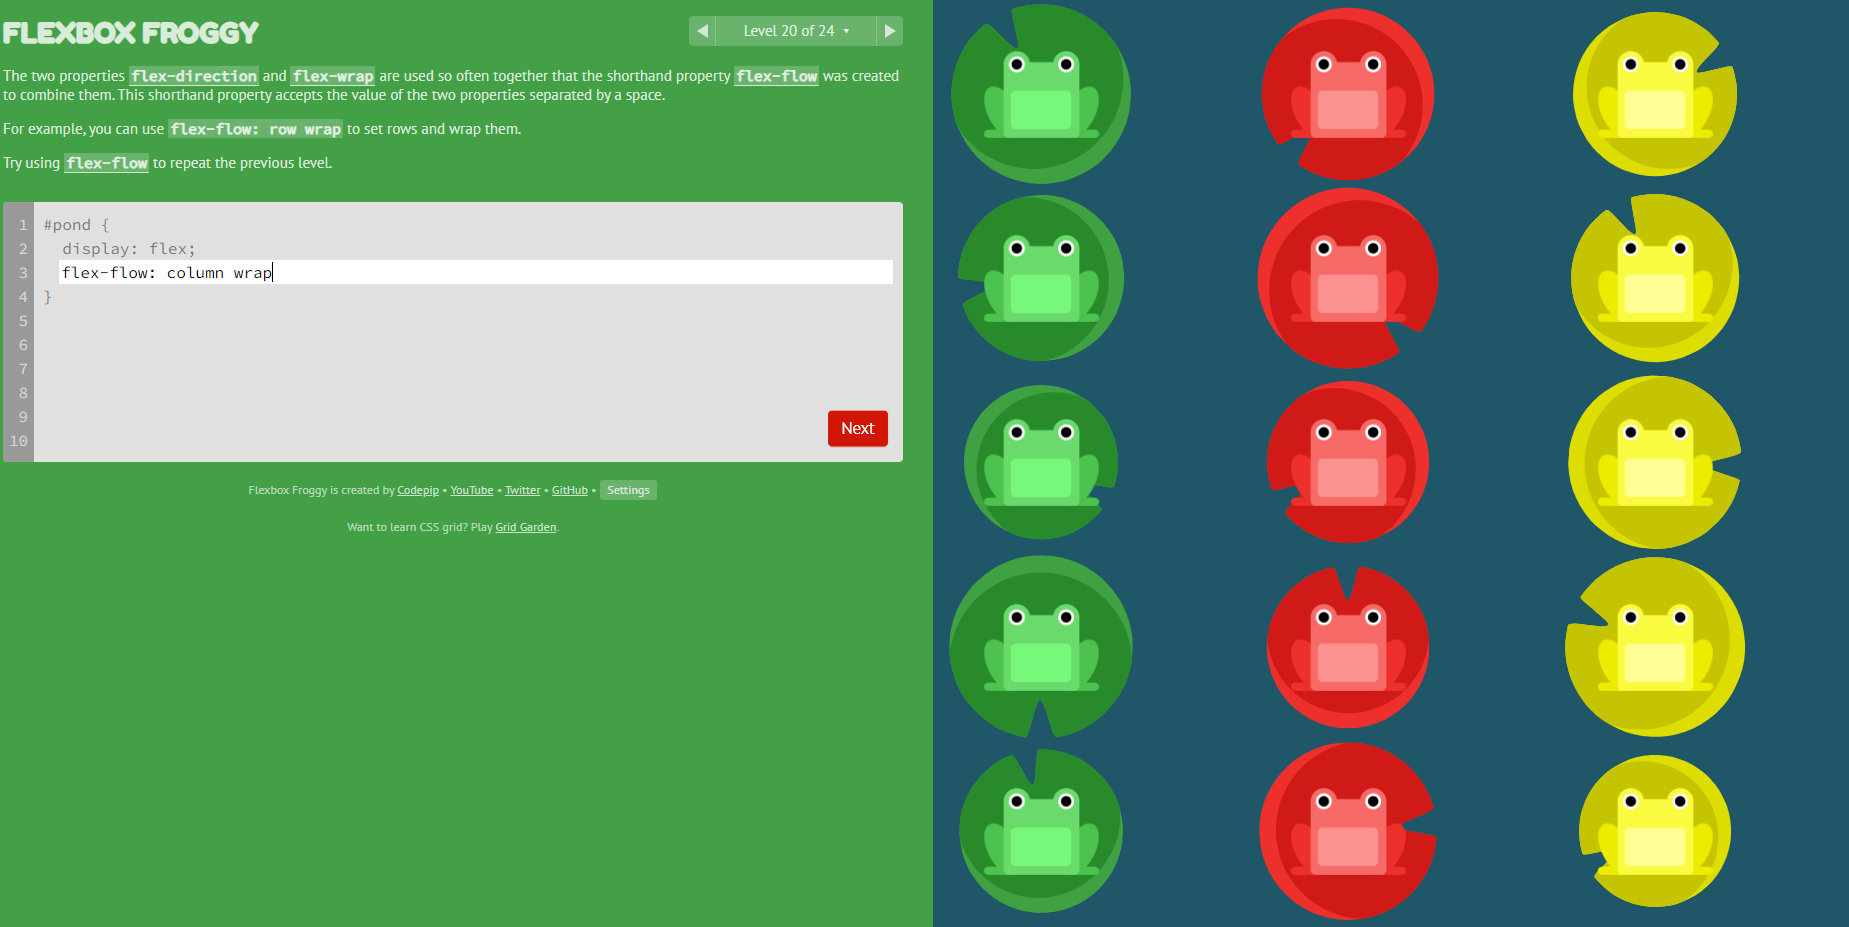 FLEXBOX FROGGY
◀ Level 20 of 24 ▾ ▶
The two properties flex-direction and flex-wrap are used so often together that the shorthand property flex-flow was created
to combine them. This shorthand property accepts the value of the two properties separated by a space.
For example, you can use flex-flow: row wrap to set rows and wrap them.
Try using flex-flow to repeat the previous level.
1 #pond {
2 display: flex;
3 flex-flow: column wrap
4 }
5
6
7
8
9
10
Next
Flexbox Froggy is created by Codepip • YouTube • Twitter • GitHub • Settings
Want to learn CSS grid? Play Grid Garden.